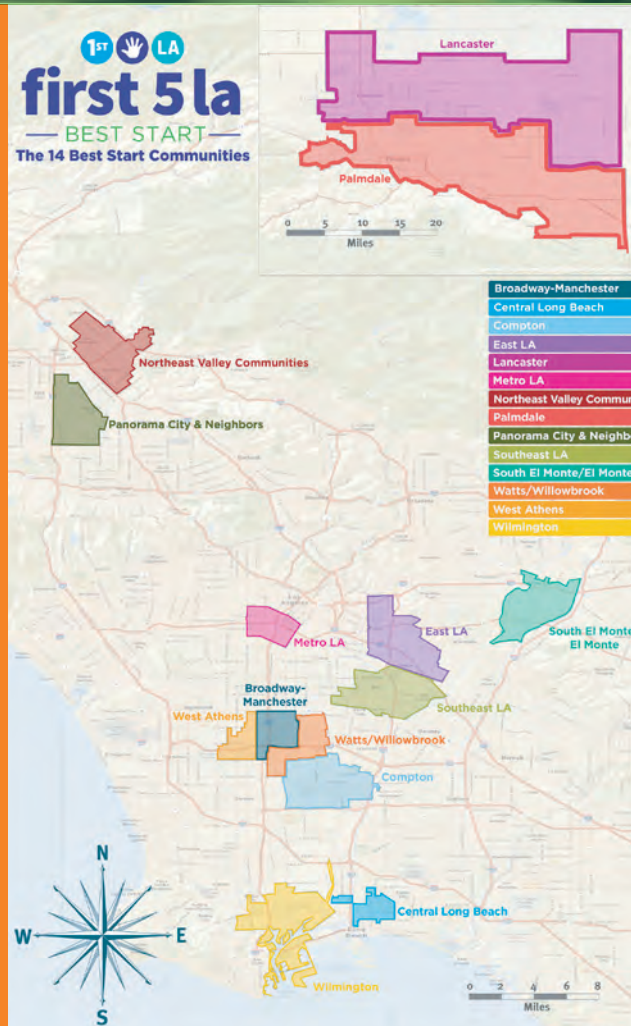 1ST LA
first 5 la
BEST START
The 14 Best Start Communities
Lancaster
Palmdale
0 5 10 15 20
Miles
Broadway-Manchester
Central Long Beach
Compton
East LA
Lancaster
Metro LA
Northeast Valley Commun
Palmdale
Panorama City & Neighbo
Southeast LA
South El Monte/El Monte
Watts/Willowbrook
West Athens
Wilmington
Northeast Valley Communities
Panorama City & Neighbors
Metro LA
East LA
South El Monte
El Monte
Southeast LA
Broadway-
Manchester
West Athens
Watts/Willowbrook
Compton
Central Long Beach
Wilmington
N
W E
S
0 2 4 6 8
Miles